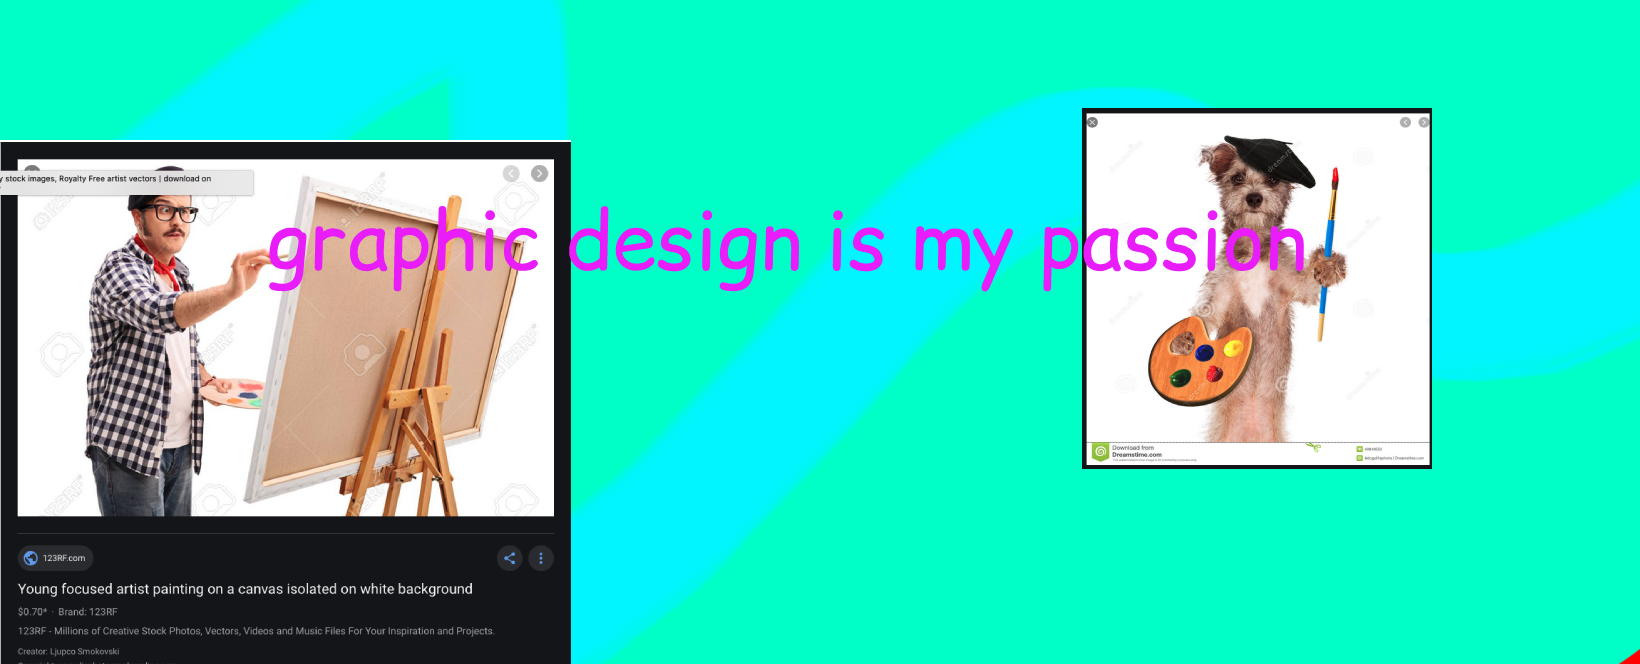 y stock images, Royalty Free artist vectors | download on
graphic design is my passion
Download from
Dreamstime.com
123RF.com
Young focused artist painting on a canvas isolated on white background
$0.70* · Brand: 123RF
123RF - Millions of Creative Stock Photos, Vectors, Videos and Music Files For Your Inspiration and Projects.
Creator: Ljupco Smokovski